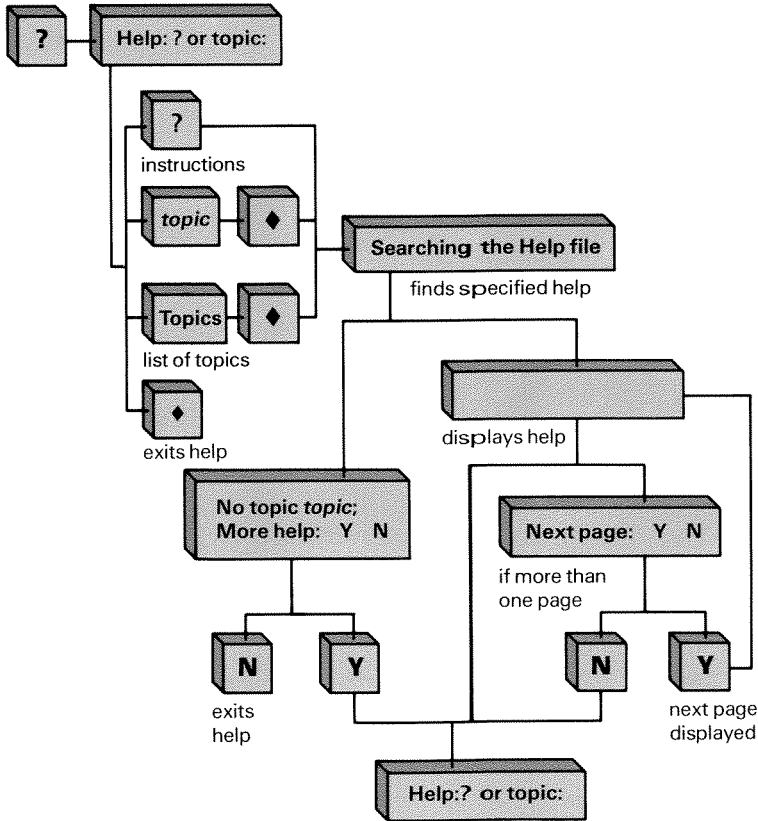 ?
Help: ? or topic:
?
instructions
topic ♦
Topics ♦
list of topics
♦
exits help
Searching the Help file
finds specified help
displays help
No topic topic;
More help: Y N
Next page: Y N
if more than
one page
N
exits
help
Y
N
Y
next page
displayed
Help:? or topic: